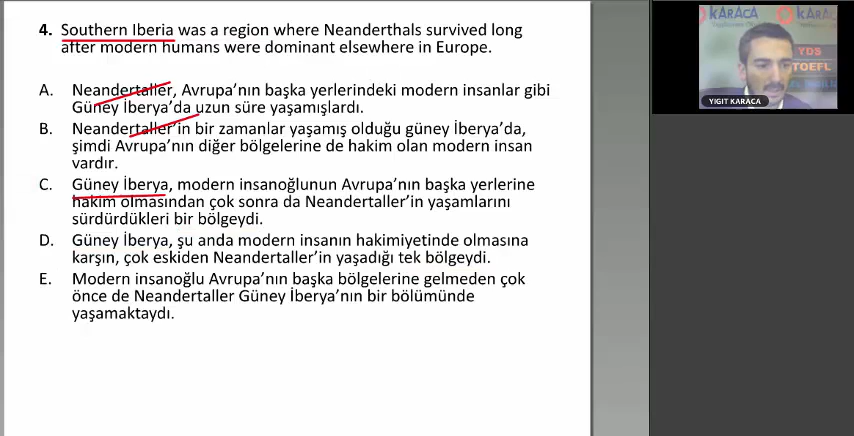 4. Southern Iberia was a region where Neanderthals survived long
after modern humans were dominant elsewhere in Europe.
A. Neandertaller, Avrupa’nın başka yerlerindeki modern insanlar gibi
Güney İberya’da uzun süre yaşamışlardı.
B. Neandertaller’in bir zamanlar yaşamış olduğu güney İberya’da,
şimdi Avrupa’nın diğer bölgelerine de hakim olan modern insan
vardır.
C. Güney İberya, modern insanoğlunun Avrupa’nın başka yerlerine
hakim olmasından çok sonra da Neandertaller’in yaşamlarını
sürdürdükleri bir bölgeydi.
D. Güney İberya, şu anda modern insanın hakimiyetinde olmasına
karşın, çok eskiden Neandertaller’in yaşadığı tek bölgeydi.
E. Modern insanoğlu Avrupa’nın başka bölgelerine gelmeden çok
önce de Neandertaller Güney İberya’nın bir bölümünde
yaşamaktaydı.
KARACA
YDS
TOEFL
YIGIT KARACA